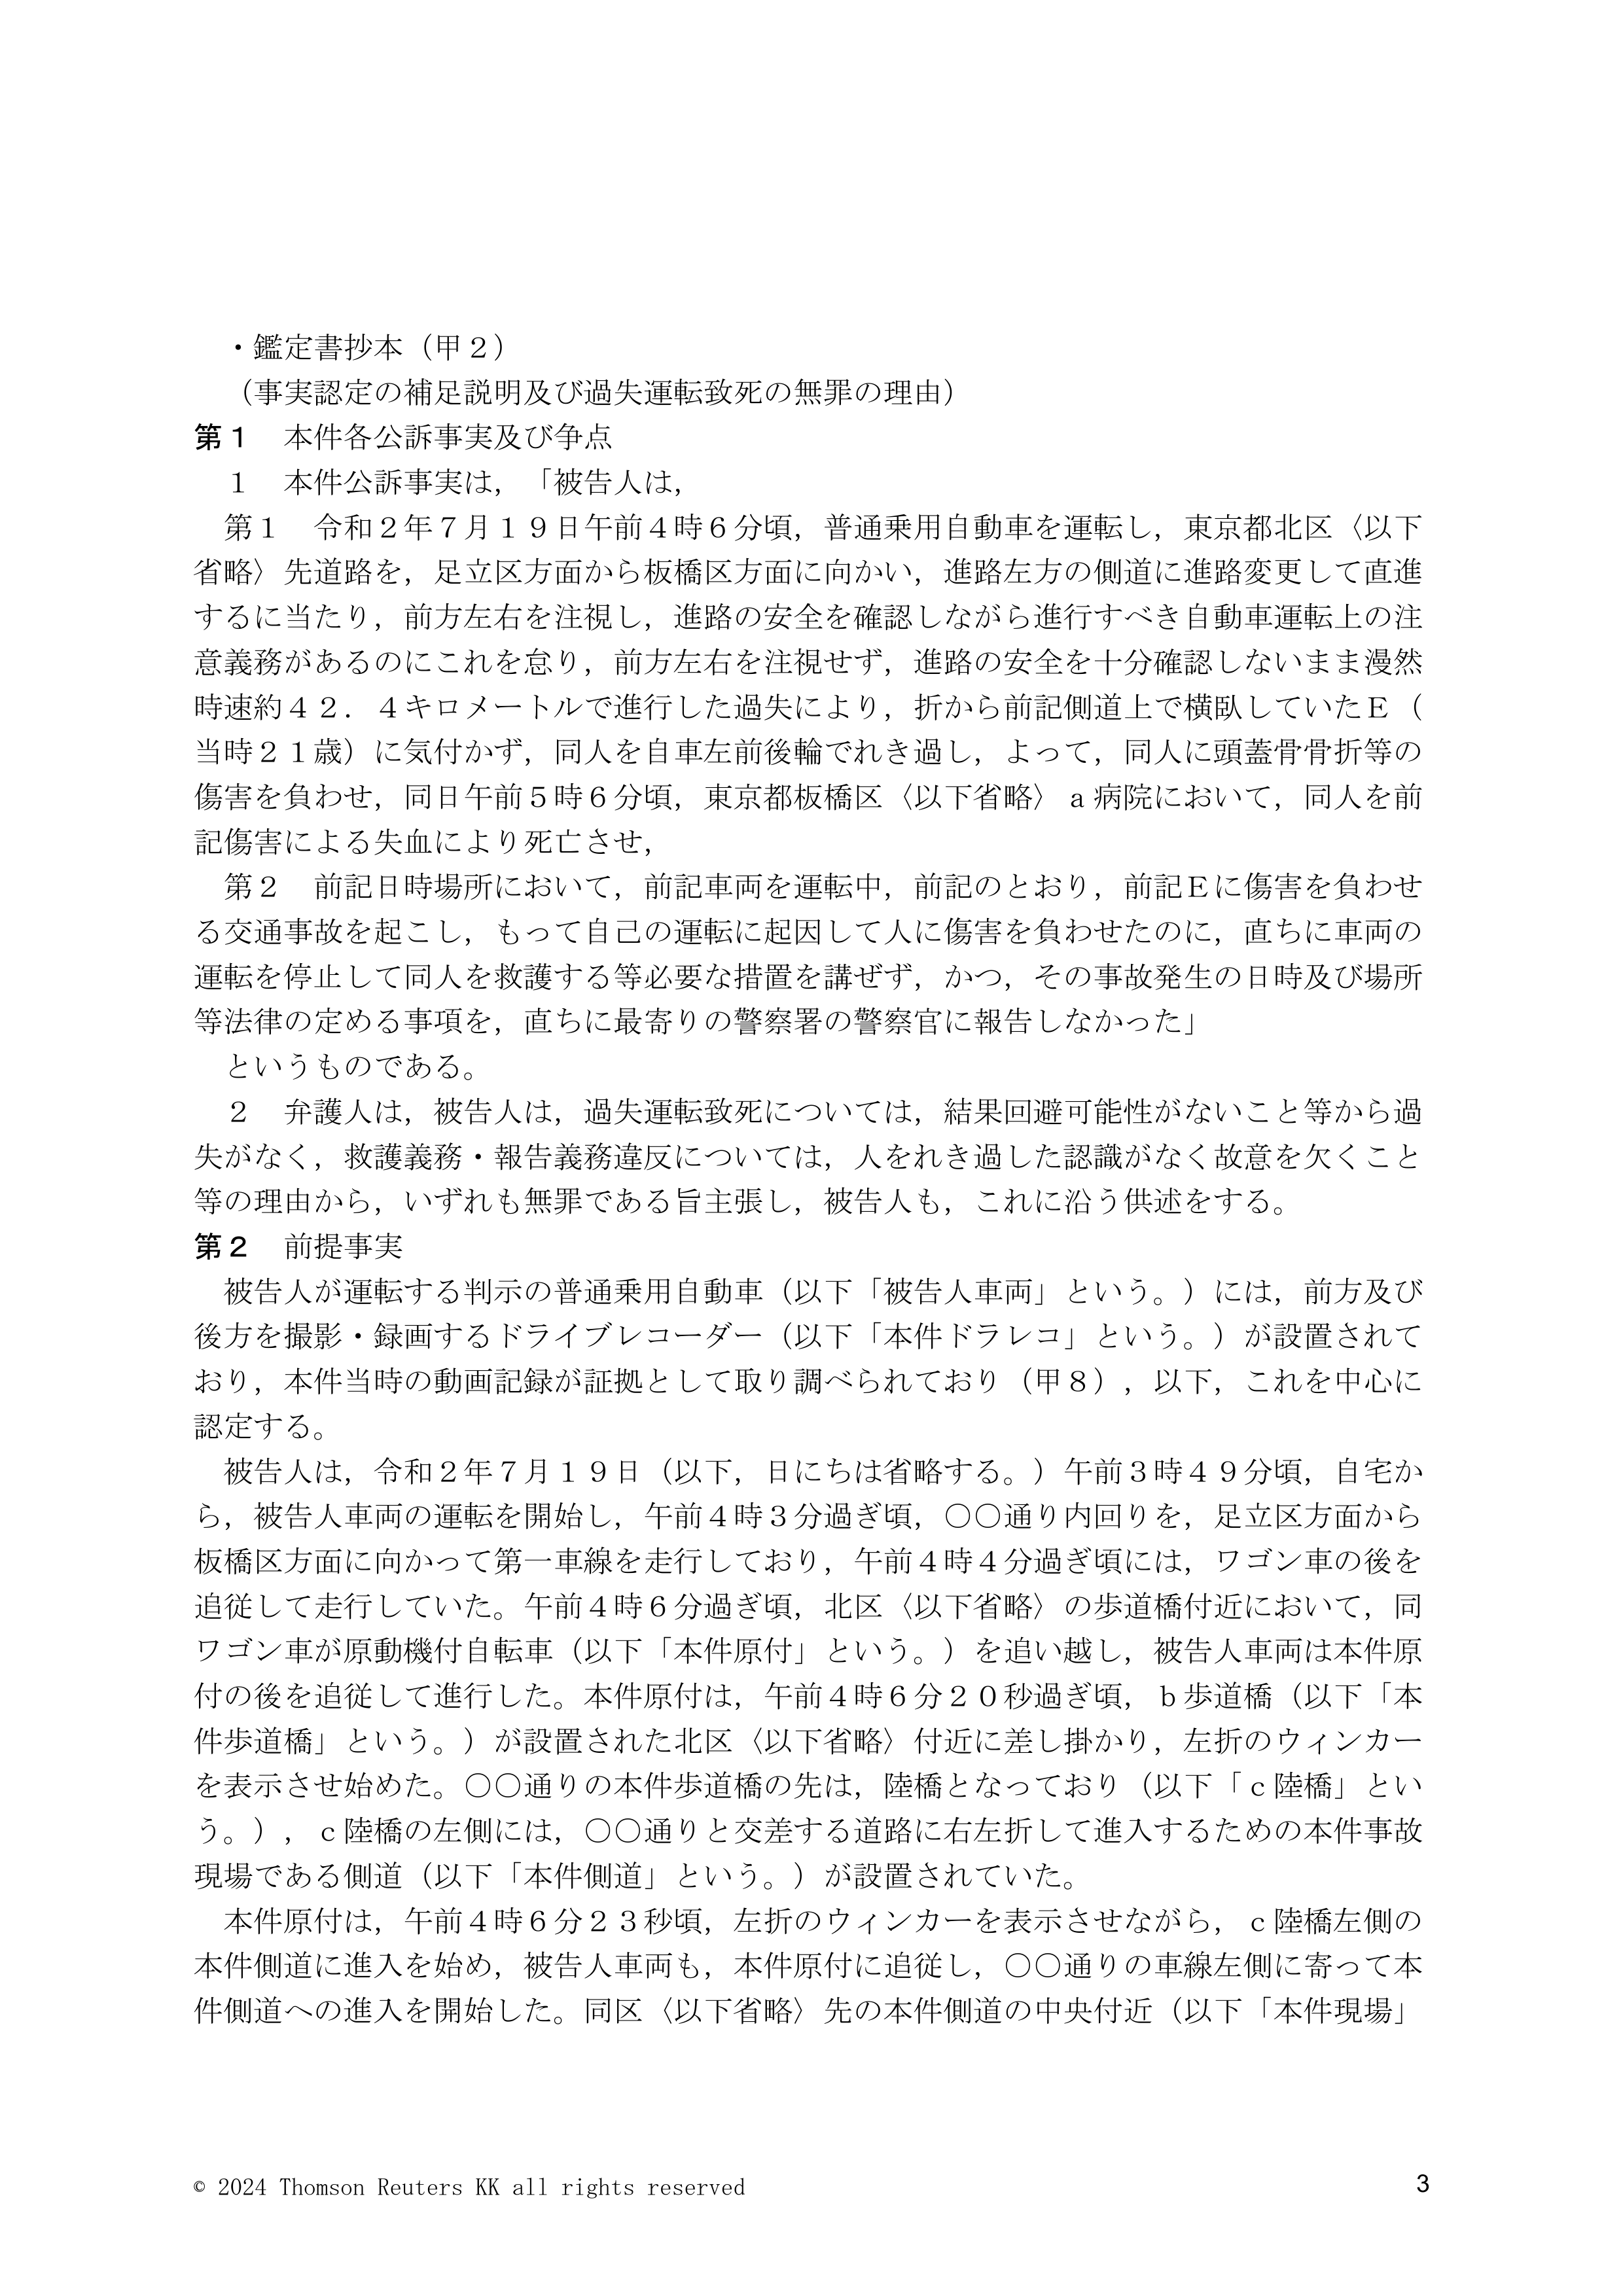 ・鑑定書抄本（甲２）
（事実認定の補足説明及び過失運転致死の無罪の理由）
第１　本件各公訴事実及び争点
１　本件公訴事実は，「被告人は，
第１　令和２年７月１９日午前４時６分頃，普通乗用自動車を運転し，東京都北区〈以下
省略〉先道路を，足立区方面から板橋区方面に向かい，進路左方の側道に進路変更して直進
するに当たり，前方左右を注視し，進路の安全を確認しながら進行すべき自動車運転上の注
意義務があるのにこれを怠り，前方左右を注視せず，進路の安全を十分確認しないまま漫然
時速約４２．４キロメートルで進行した過失により，折から前記側道上で横臥していたＥ（
当時２１歳）に気付かず，同人を自車左前後輪でれき過し，よって，同人に頭蓋骨骨折等の
傷害を負わせ，同日午前５時６分頃，東京都板橋区〈以下省略〉ａ病院において，同人を前
記傷害による失血により死亡させ，
第２　前記日時場所において，前記車両を運転中，前記のとおり，前記Ｅに傷害を負わせ
る交通事故を起こし，もって自己の運転に起因して人に傷害を負わせたのに，直ちに車両の
運転を停止して同人を救護する等必要な措置を講ぜず，かつ，その事故発生の日時及び場所
等法律の定める事項を，直ちに最寄りの警察署の警察官に報告しなかった」
というものである。
２　弁護人は，被告人は，過失運転致死については，結果回避可能性がないこと等から過
失がなく，救護義務・報告義務違反については，人をれき過した認識がなく故意を欠くこと
等の理由から，いずれも無罪である旨主張し，被告人も，これに沿う供述をする。
第２　前提事実
被告人が運転する判示の普通乗用自動車（以下「被告人車両」という。）には，前方及び
後方を撮影・録画するドライブレコーダー（以下「本件ドラレコ」という。）が設置されて
おり，本件当時の動画記録が証拠として取り調べられており（甲８），以下，これを中心に
認定する。
被告人は，令和２年７月１９日（以下，日にちは省略する。）午前３時４９分頃，自宅か
ら，被告人車両の運転を開始し，午前４時３分過ぎ頃，〇〇通り内回りを，足立区方面から
板橋区方面に向かって第一車線を走行しており，午前４時４分過ぎ頃には，ワゴン車の後を
追従して走行していた。午前４時６分過ぎ頃，北区〈以下省略〉の歩道橋付近において，同
ワゴン車が原動機付自転車（以下「本件原付」という。）を追い越し，被告人車両は本件原
付の後を追従して進行した。本件原付は，午前４時６分２０秒過ぎ頃，ｂ歩道橋（以下「本
件歩道橋」という。）が設置された北区〈以下省略〉付近に差し掛かり，左折のウィンカー
を表示させ始めた。〇〇通りの本件歩道橋の先は，陸橋となっており（以下「ｃ陸橋」とい
う。），ｃ陸橋の左側には，〇〇通りと交差する道路に右左折して進入するための本件事故
現場である側道（以下「本件側道」という。）が設置されていた。
本件原付は，午前４時６分２３秒頃，左折のウィンカーを表示させながら，ｃ陸橋左側の
本件側道に進入を始め，被告人車両も，本件原付に追従し，〇〇通りの車線左側に寄って本
件側道への進入を開始した。同区〈以下省略〉先の本件側道の中央付近（以下「本件現場」
© 2024 Thomson Reuters KK all rights reserved
3